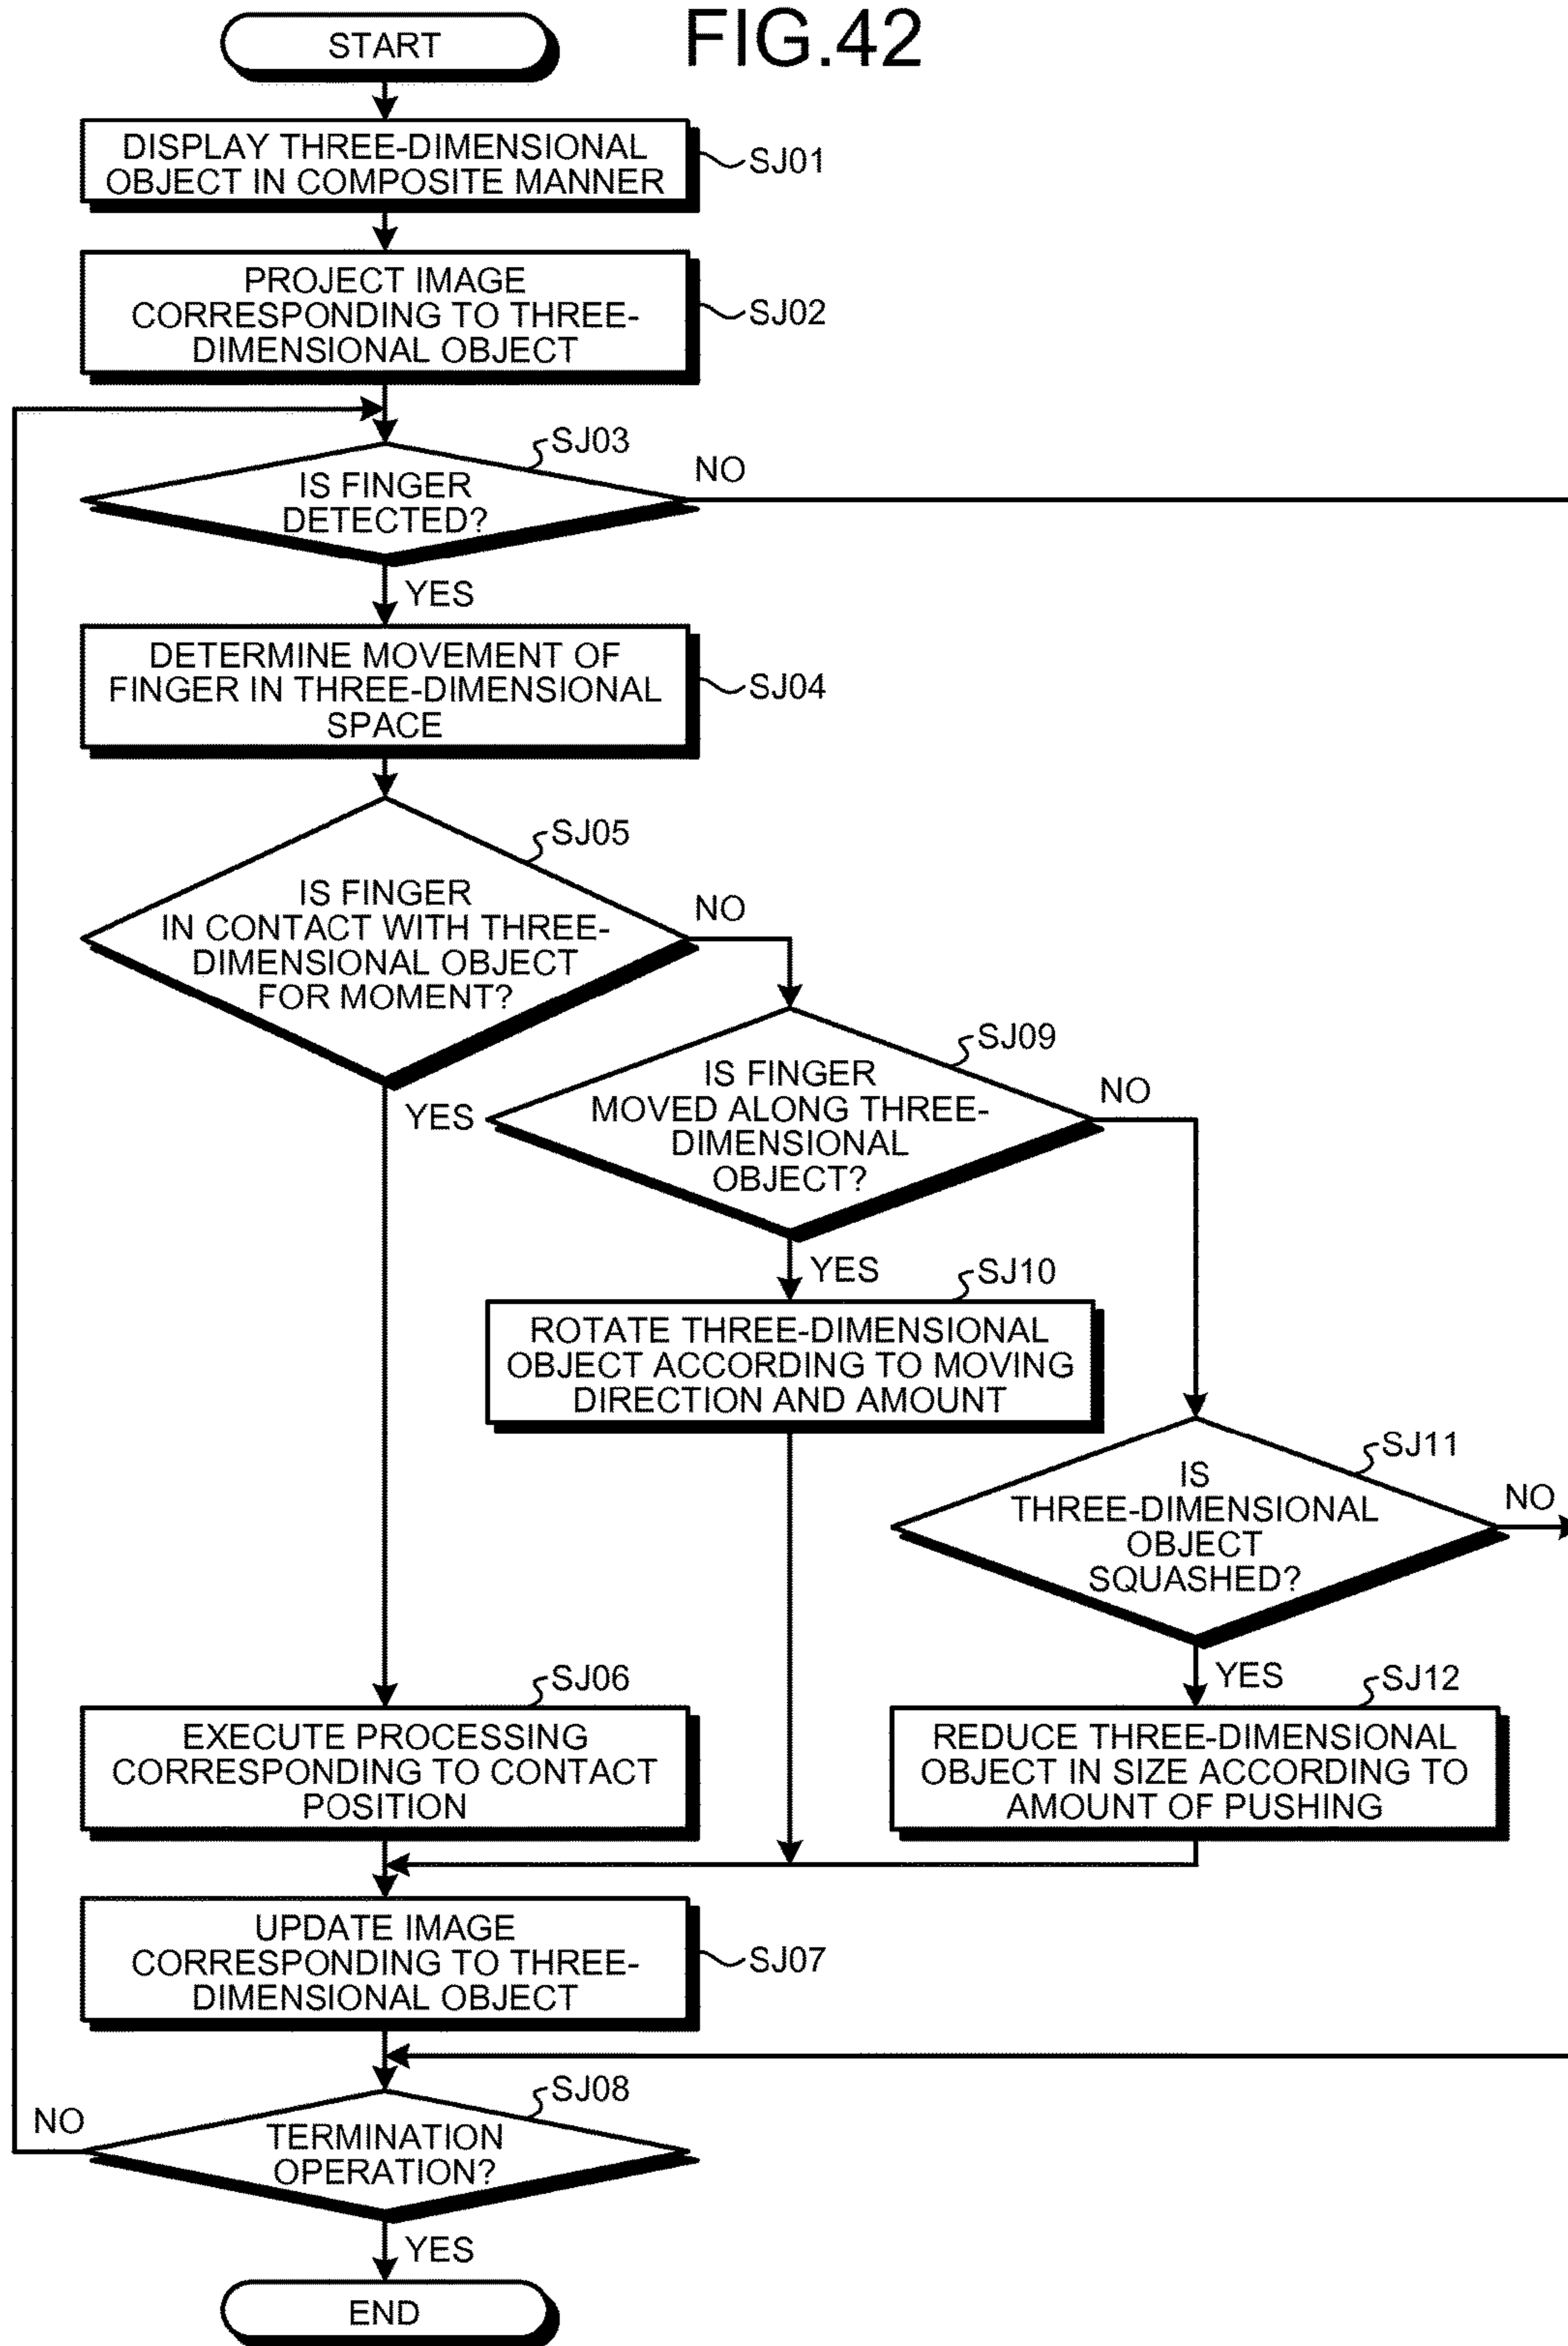 FIG.42
START
DISPLAY THREE-DIMENSIONAL
OBJECT IN COMPOSITE MANNER
SJ01
PROJECT IMAGE
CORRESPONDING TO THREE-
DIMENSIONAL OBJECT
SJ02
SJ03
IS FINGER
DETECTED?
NO
YES
DETERMINE MOVEMENT OF
FINGER IN THREE-DIMENSIONAL
SPACE
SJ04
SJ05
IS FINGER
IN CONTACT WITH THREE-
DIMENSIONAL OBJECT
FOR MOMENT?
NO
YES
SJ09
IS FINGER
MOVED ALONG THREE-
DIMENSIONAL
OBJECT?
NO
YES
SJ10
ROTATE THREE-DIMENSIONAL
OBJECT ACCORDING TO MOVING
DIRECTION AND AMOUNT
SJ11
IS
THREE-DIMENSIONAL
OBJECT
SQUASHED?
NO
YES
SJ06
EXECUTE PROCESSING
CORRESPONDING TO CONTACT
POSITION
SJ12
REDUCE THREE-DIMENSIONAL
OBJECT IN SIZE ACCORDING TO
AMOUNT OF PUSHING
UPDATE IMAGE
CORRESPONDING TO THREE-
DIMENSIONAL OBJECT
SJ07
SJ08
NO
TERMINATION
OPERATION?
YES
END